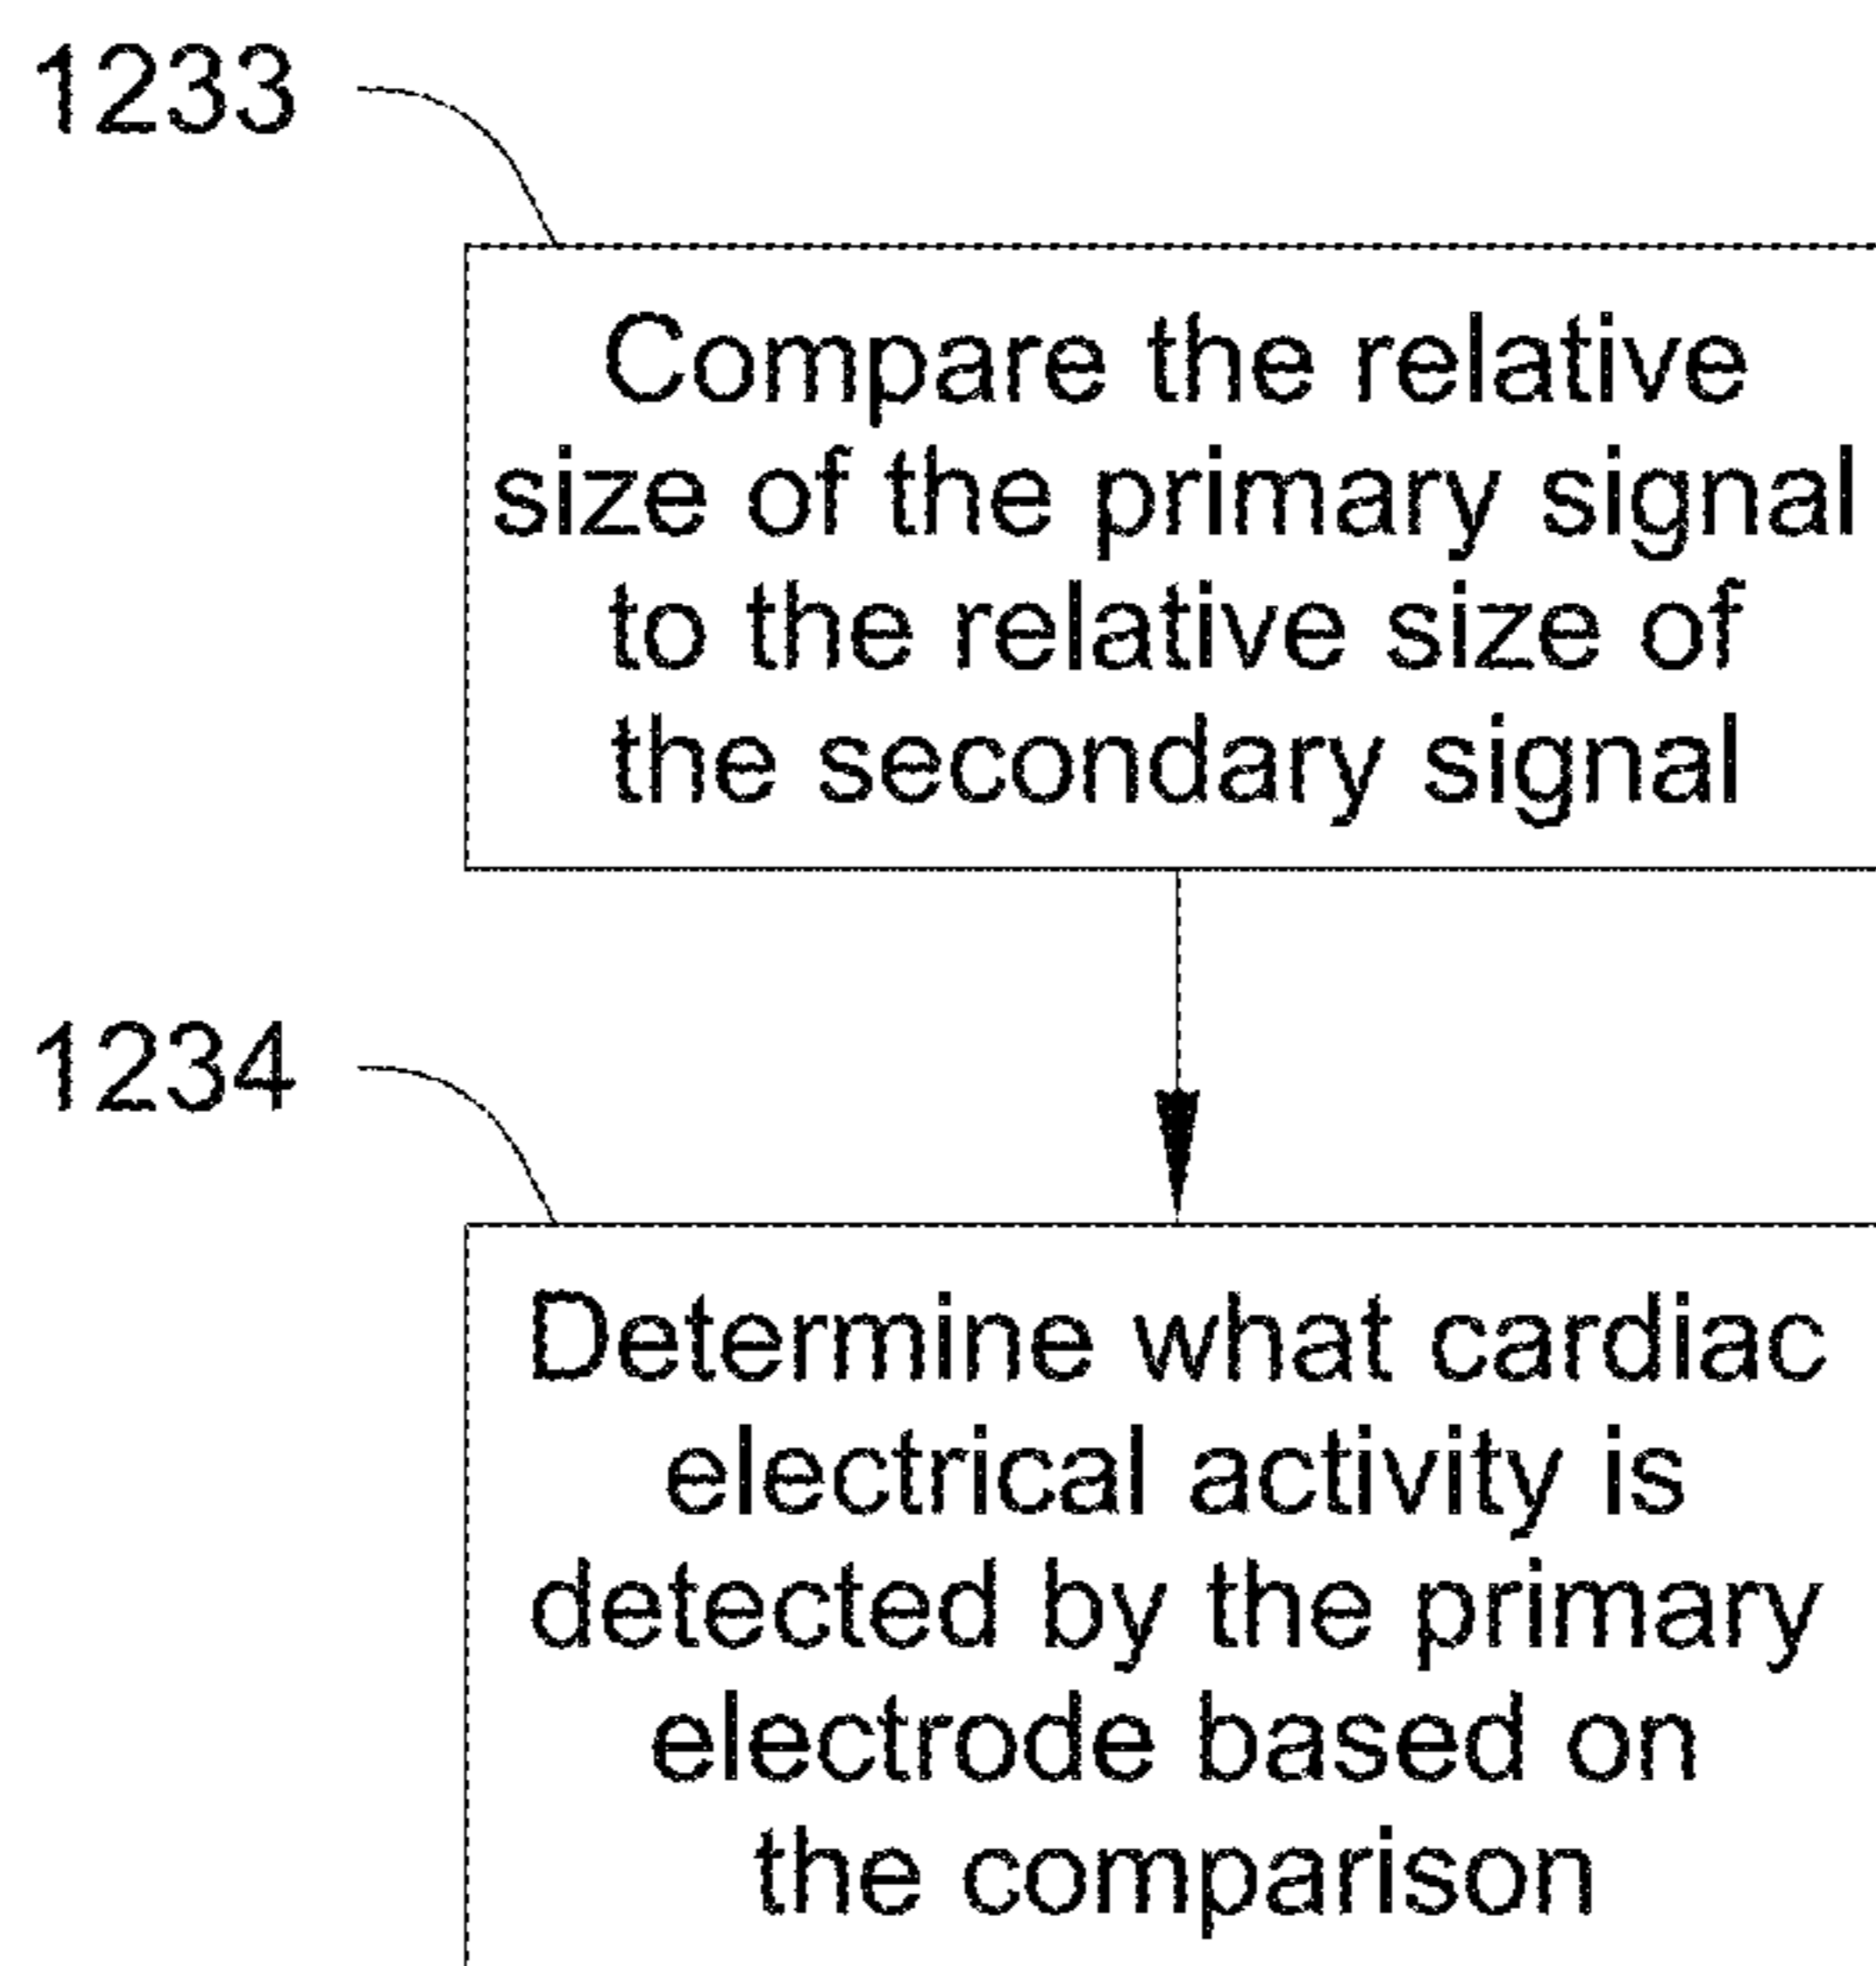 1233
Compare the relative
size of the primary signal
to the relative size of
the secondary signal
1234
Determine what cardiac
electrical activity is
detected by the primary
electrode based on
the comparison